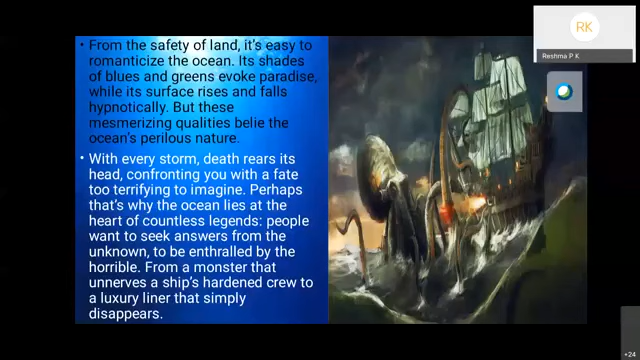 • From the safety of land, it's easy to
romanticize the ocean. Its shades
of blues and greens evoke paradise,
while its surface rises and falls
hypnotically. But these
mesmerizing qualities belie the
ocean's perilous nature.
• With every storm, death rears its
head, confronting you with a fate
too terrifying to imagine. Perhaps
that's why the ocean lies at the
heart of countless legends: people
want to seek answers from the
unknown, to be enthralled by the
horrible. From a monster that
unnerves a ship's hardened crew to
a luxury liner that simply
disappears.
RK
Reshma P K
+24